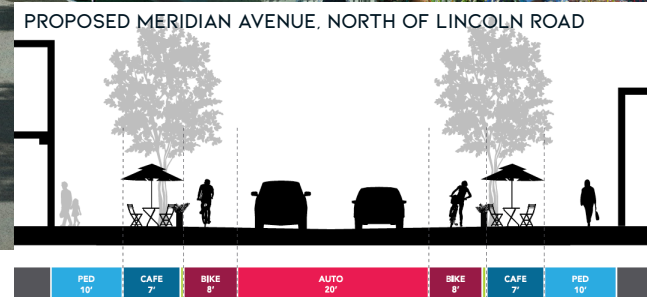 PROPOSED MERIDIAN AVENUE, NORTH OF LINCOLN ROAD
PED CAFE BIKE AUTO BIKE CAFE PED
10' 7' 8' 20' 8' 7' 10'